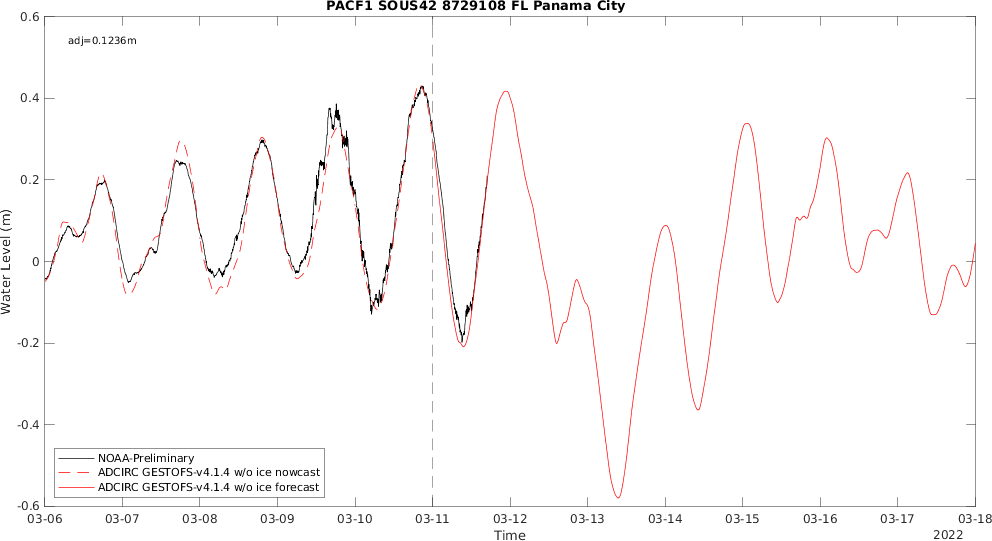 PACF1 SOUS42 8729108 FL Panama City
adj=0.1236m
0.6
0.4
0.2
0
-0.2
-0.4
-0.6
Water Level (m)
NOAA-Preliminary
ADCIRC GESTOFS-v4.1.4 w/o ice nowcast
ADCIRC GESTOFS-v4.1.4 w/o ice forecast
03-06 03-07 03-08 03-09 03-10 03-11 03-12 03-13 03-14 03-15 03-16 03-17 03-18
Time
2022